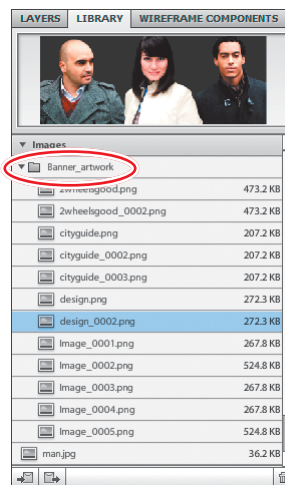 LAYERS LIBRARY WIREFRAME COMPONENTS
Images
Banner_artwork
2wheelsgood.png 473.2 KB
2wheelsgood_0002.png 473.2 KB
cityguide.png 207.2 KB
cityguide_0002.png 207.2 KB
cityguide_0003.png 207.2 KB
design.png 272.3 KB
design_0002.png 272.3 KB
Image_0001.png 267.8 KB
Image_0002.png 524.8 KB
Image_0003.png 267.8 KB
Image_0004.png 267.8 KB
Image_0005.png 524.8 KB
man.jpg 36.2 KB